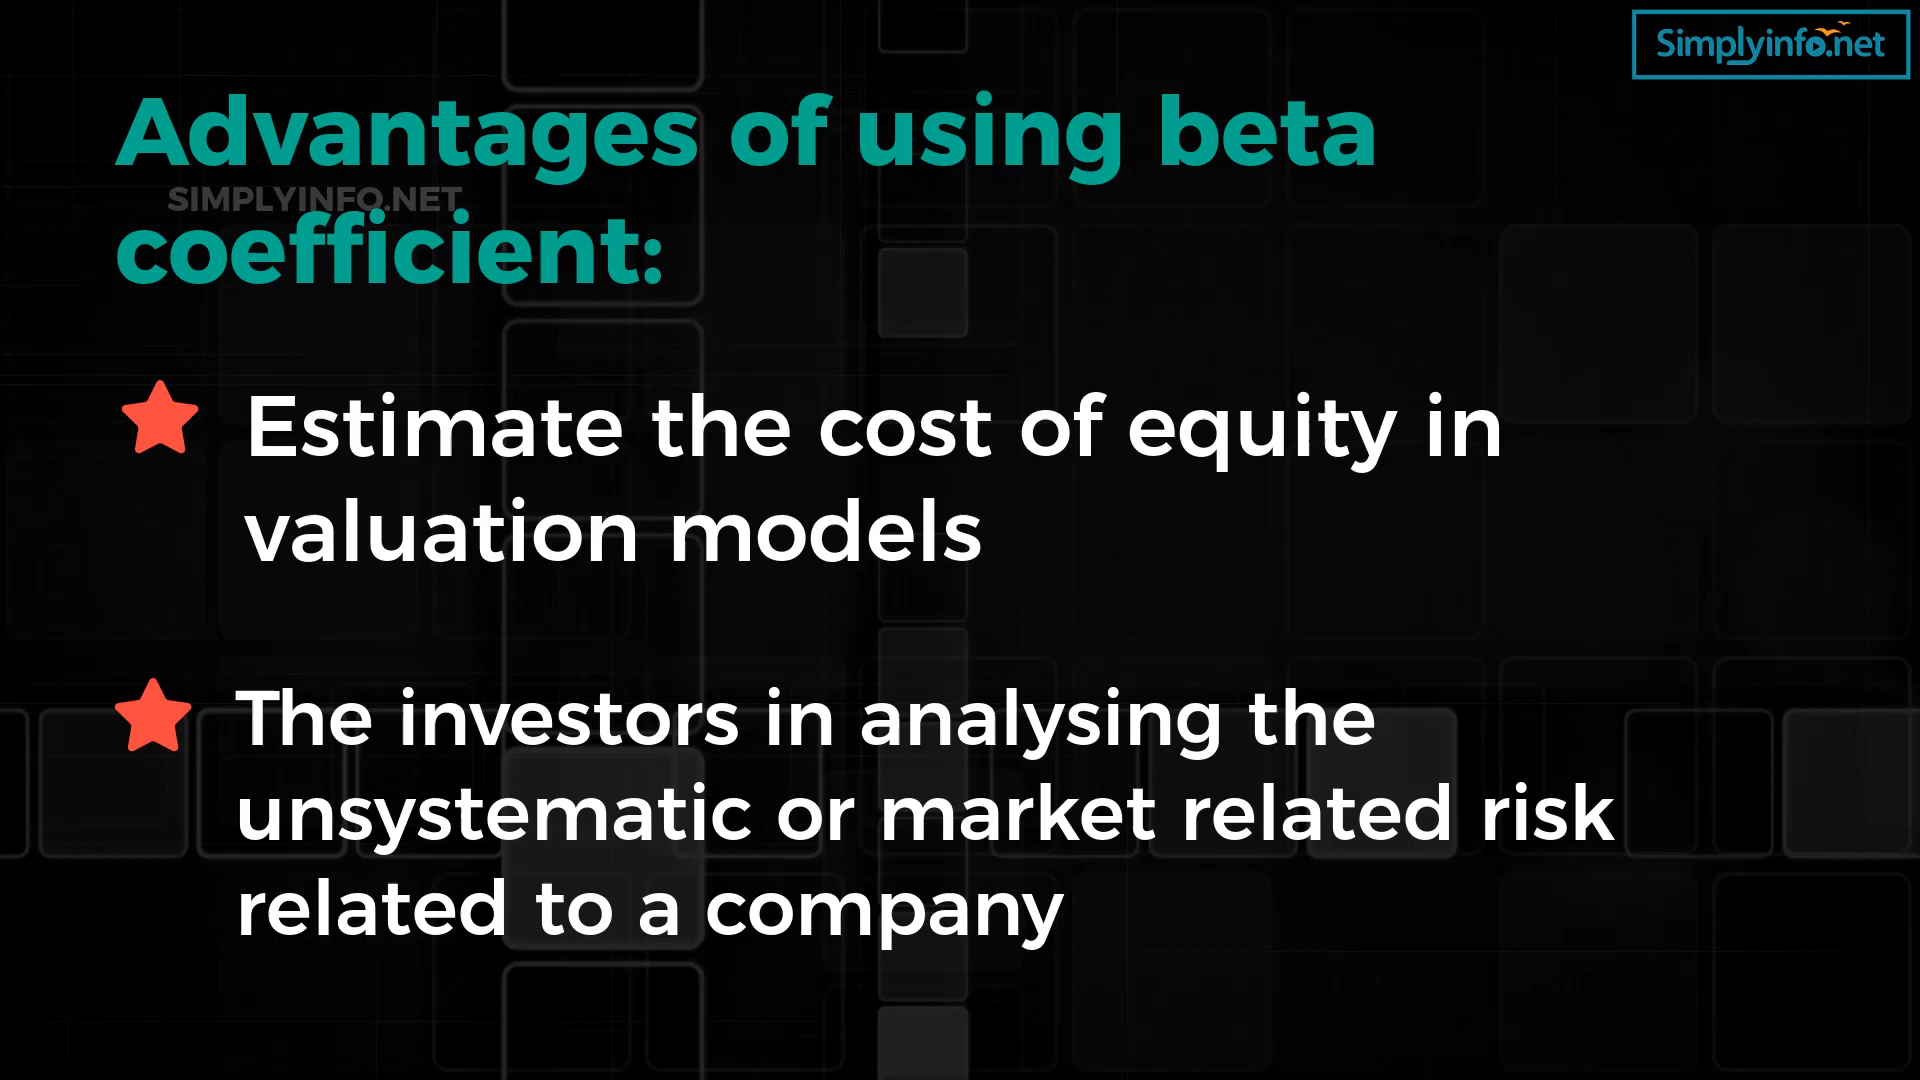 Simplyinfo.net
Advantages of using beta
SIMPLYINFO.NET
coefficient:
Estimate the cost of equity in
valuation models
The investors in analysing the
unsystematic or market related risk
related to a company